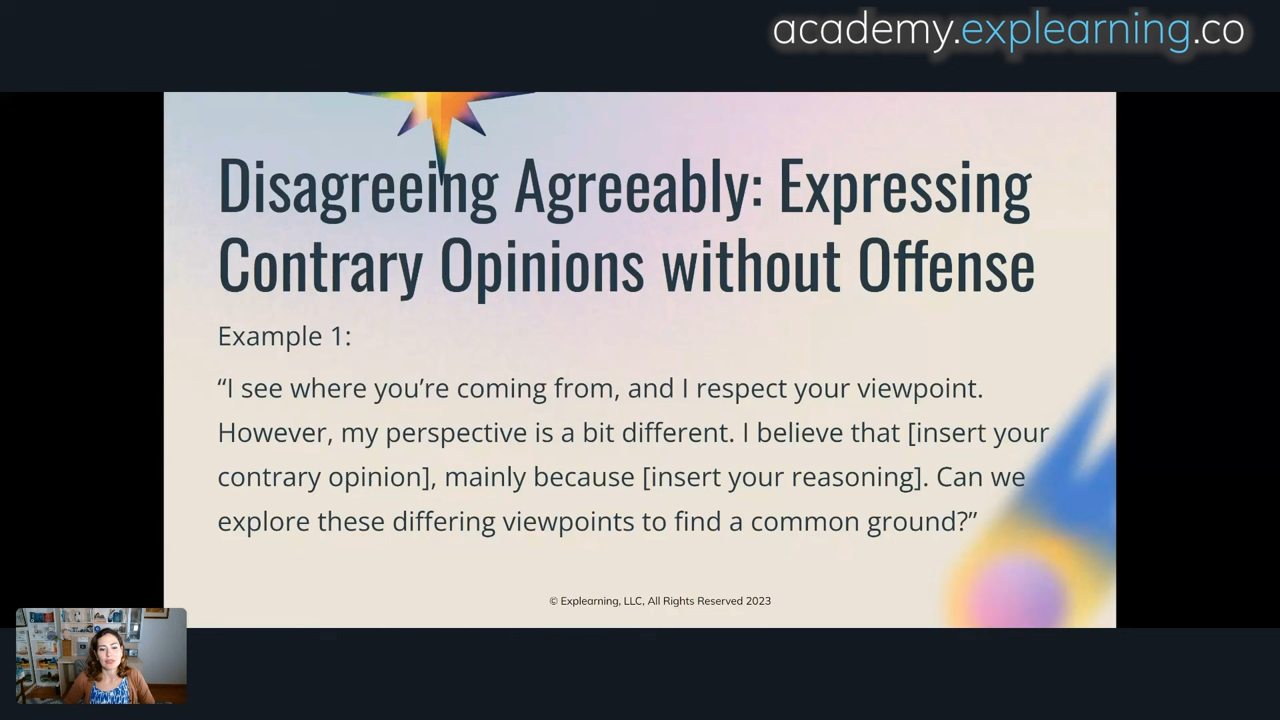 academy.explearning.co
Disagreeing Agreeably: Expressing
Contrary Opinions without Offense
Example 1:
“I see where you’re coming from, and I respect your viewpoint.
However, my perspective is a bit different. I believe that [insert your
contrary opinion], mainly because [insert your reasoning]. Can we
explore these differing viewpoints to find a common ground?”
© Explearning, LLC, All Rights Reserved 2023